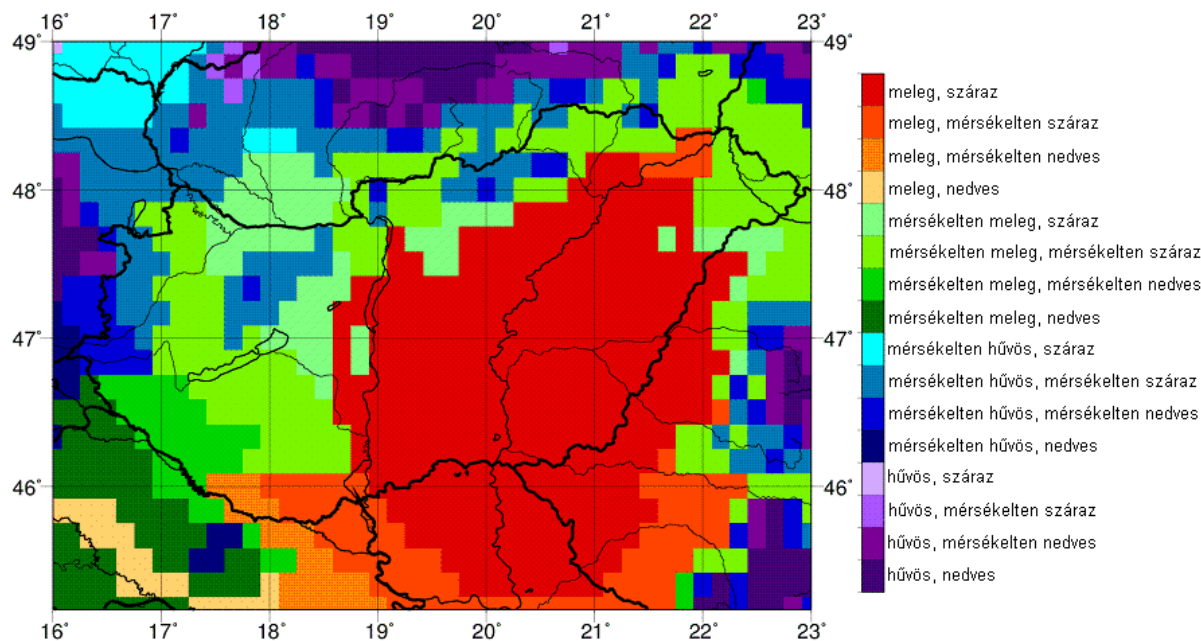 16 17 18 19 20 21 22 23
49° 49°
48° 48°
47° 47°
46° 46°
16 17 18 19 20 21 22 23
meleg, száraz
meleg, mérsékelten száraz
meleg, mérsékelten nedves
meleg, nedves
mérsékelten meleg, száraz
mérsékelten meleg, mérsékelten száraz
mérsékelten meleg, mérsékelten nedves
mérsékelten meleg, nedves
mérsékelten hűvös, száraz
mérsékelten hűvös, mérsékelten száraz
mérsékelten hűvös, mérsékelten nedves
mérsékelten hűvös, nedves
hűvös, száraz
hűvös, mérsékelten száraz
hűvös, mérsékelten nedves
hűvös, nedves